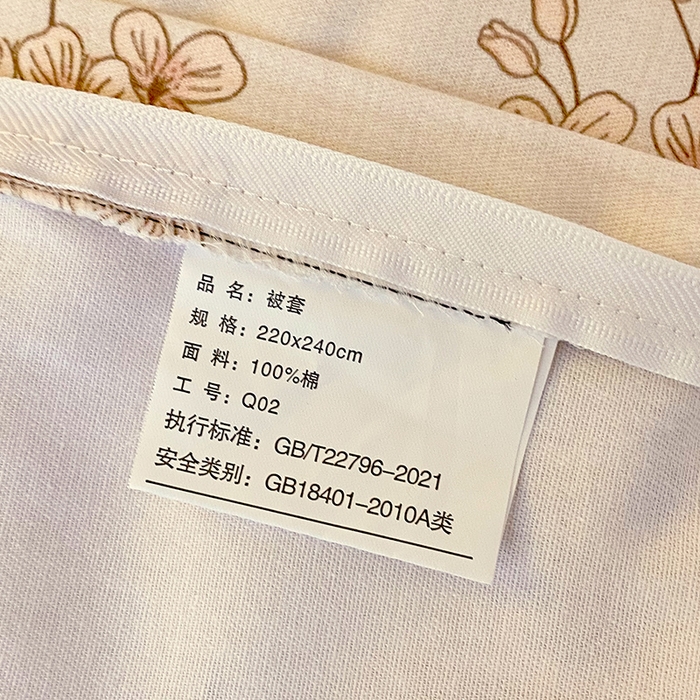 品 名：被套
规 格：220x240cm
面 料：100%棉
工 号：Q02
执行标准：GB/T22796-2021
安全类别：GB18401-2010A类